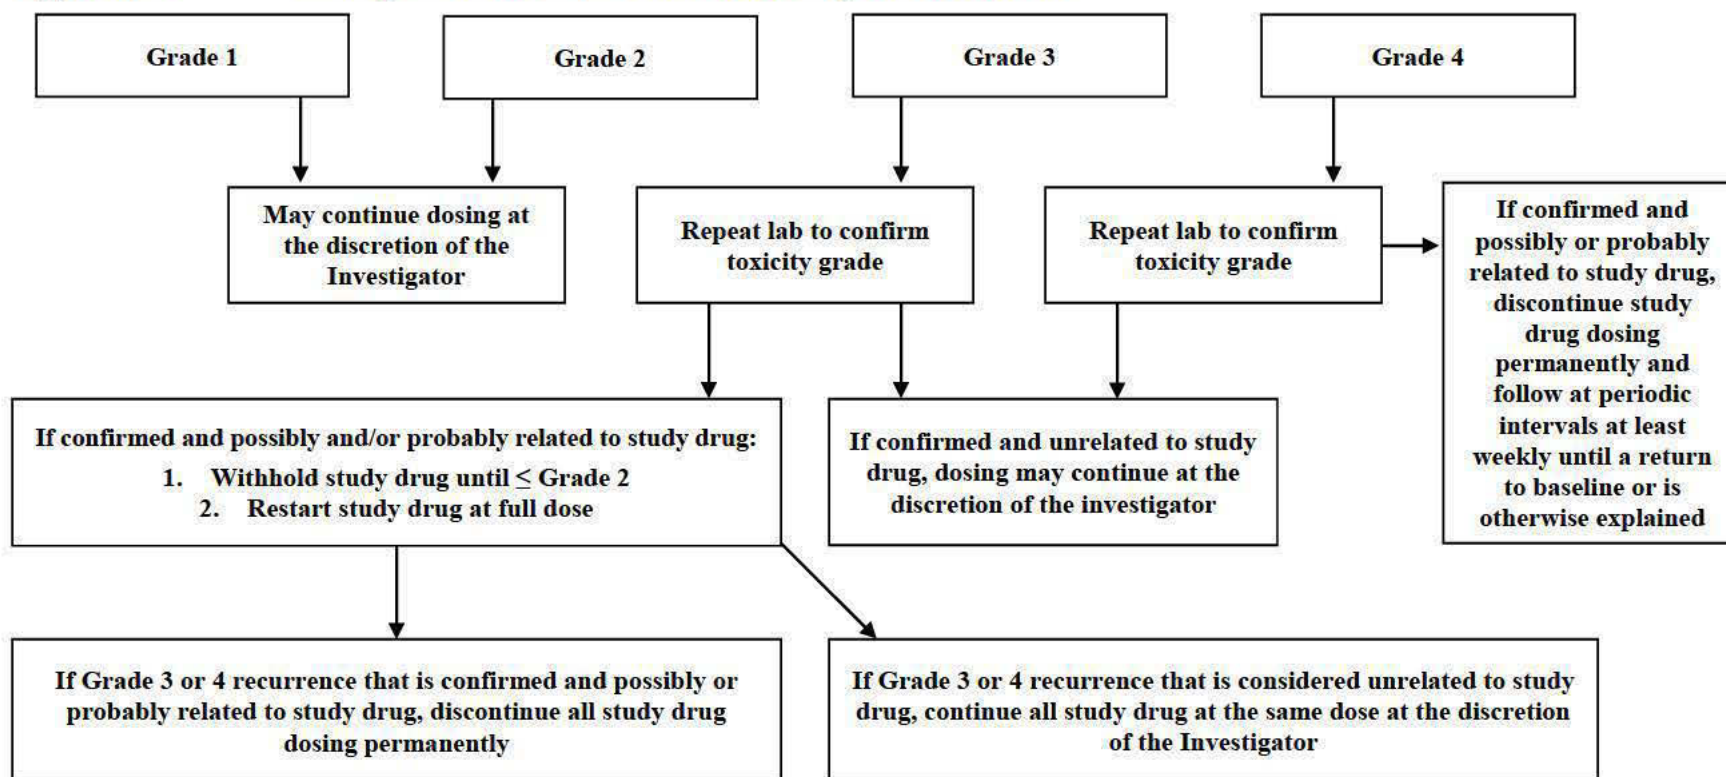 Grade 1
Grade 2
Grade 3
Grade 4
May continue dosing at
the discretion of the
Investigator
Repeat lab to confirm
toxicity grade
Repeat lab to confirm
toxicity grade
If confirmed and
possibly or probably
related to study drug,
discontinue study
drug dosing
permanently and
follow at periodic
intervals at least
weekly until a return
to baseline or is
otherwise explained
If confirmed and possibly and/or probably related to study drug:
1. Withhold study drug until ≤ Grade 2
2. Restart study drug at full dose
If confirmed and unrelated to study
drug, dosing may continue at the
discretion of the investigator
If Grade 3 or 4 recurrence that is confirmed and possibly or
probably related to study drug, discontinue all study drug
dosing permanently
If Grade 3 or 4 recurrence that is considered unrelated to study
drug, continue all study drug at the same dose at the discretion
of the Investigator